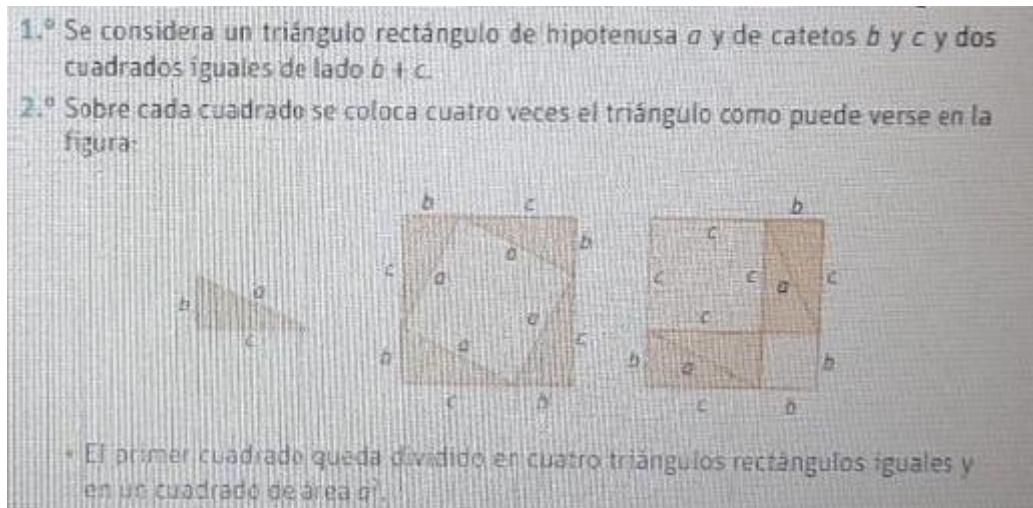 1.º Se considera un triángulo rectángulo de hipotenusa a y de catetos b y c y dos
cuadrados iguales de lado b + c.
2.º Sobre cada cuadrado se coloca cuatro veces el triángulo como puede verse en la
figura:
b c b
c
a b
c a c c a c
b a
a c
b a c b a b
c
c b c b
• El primer cuadrado queda dividido en cuatro triángulos rectángulos iguales y
en un cuadrado de área a².